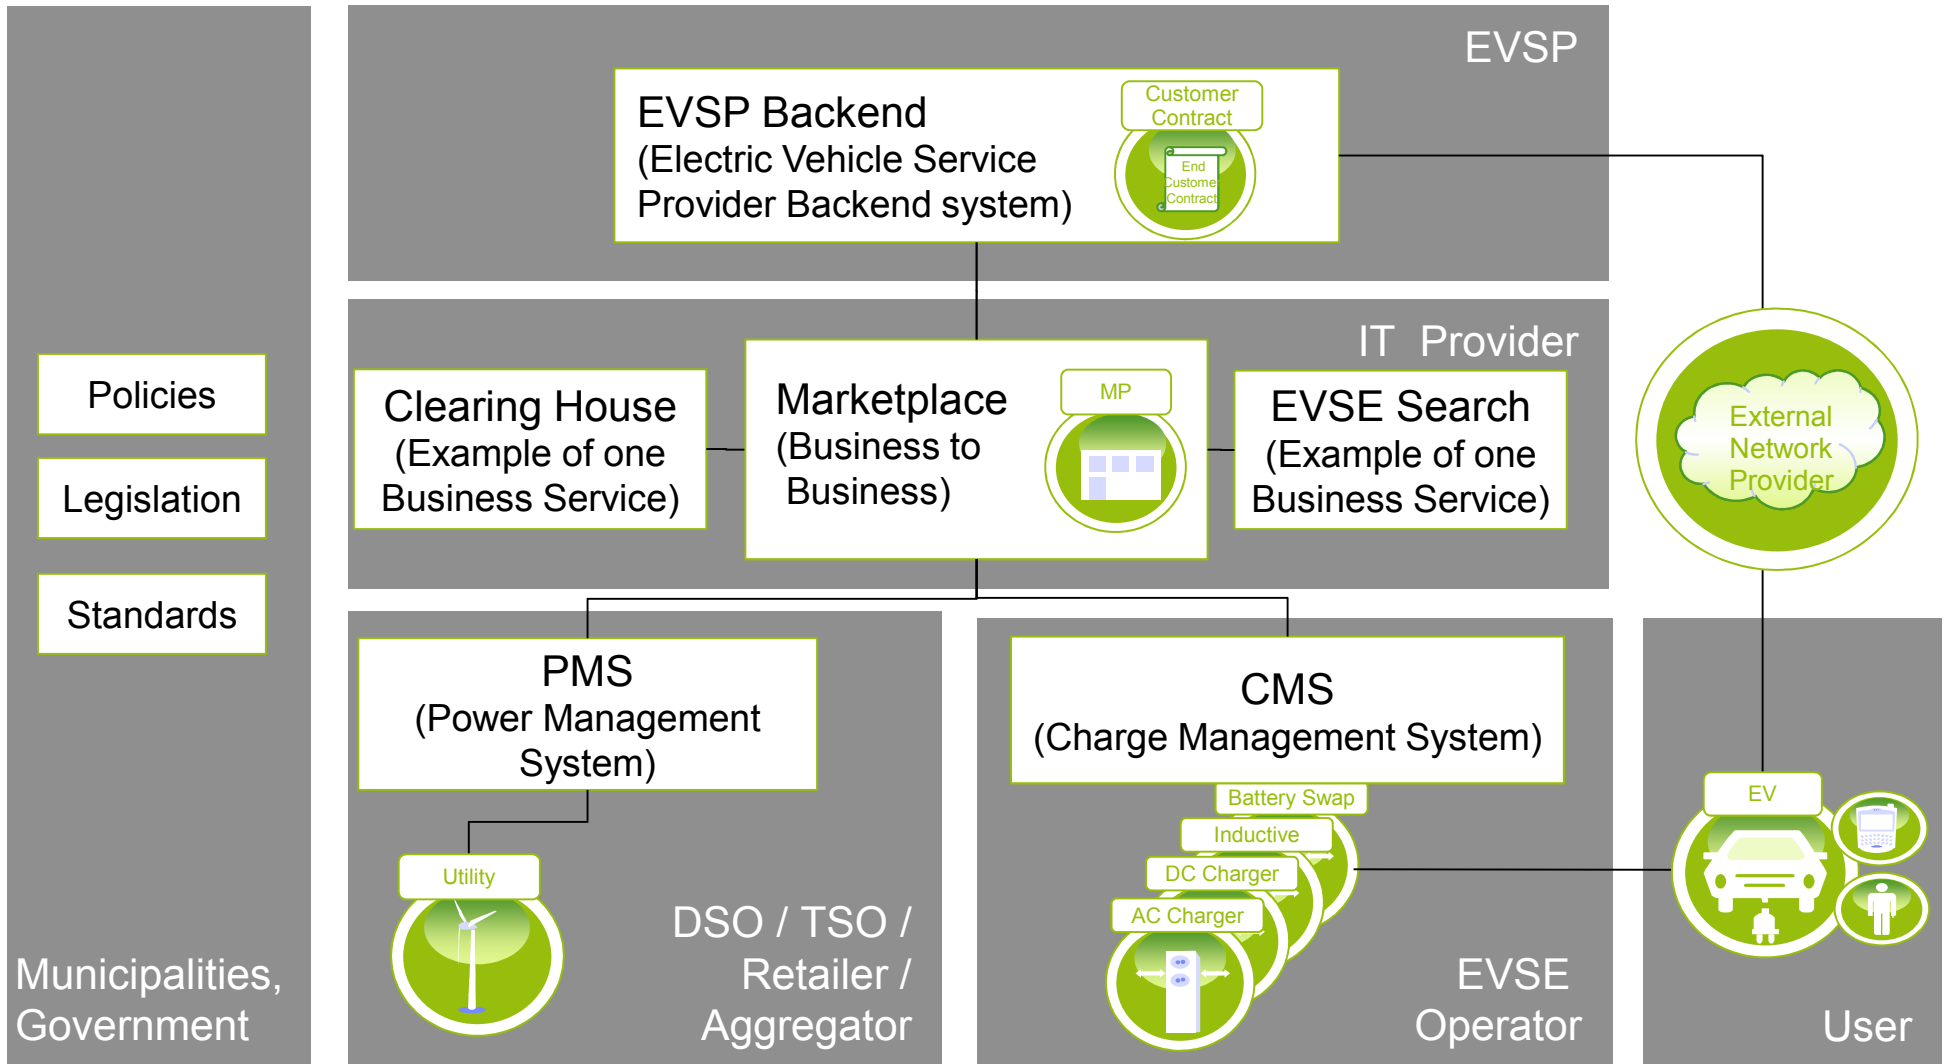 EVSP
EVSP Backend
(Electric Vehicle Service
Provider Backend system)
Customer
Contract
End
Customer
Contract
IT Provider
Policies
Legislation
Standards
Municipalities,
Government
Clearing House
(Example of one
Business Service)
Marketplace
(Business to
Business)
MP
EVSE Search
(Example of one
Business Service)
External
Network
Provider
PMS
(Power Management
System)
Utility
DSO / TSO /
Retailer /
Aggregator
CMS
(Charge Management System)
Battery Swap
Inductive
DC Charger
AC Charger
EVSE
Operator
EV
User